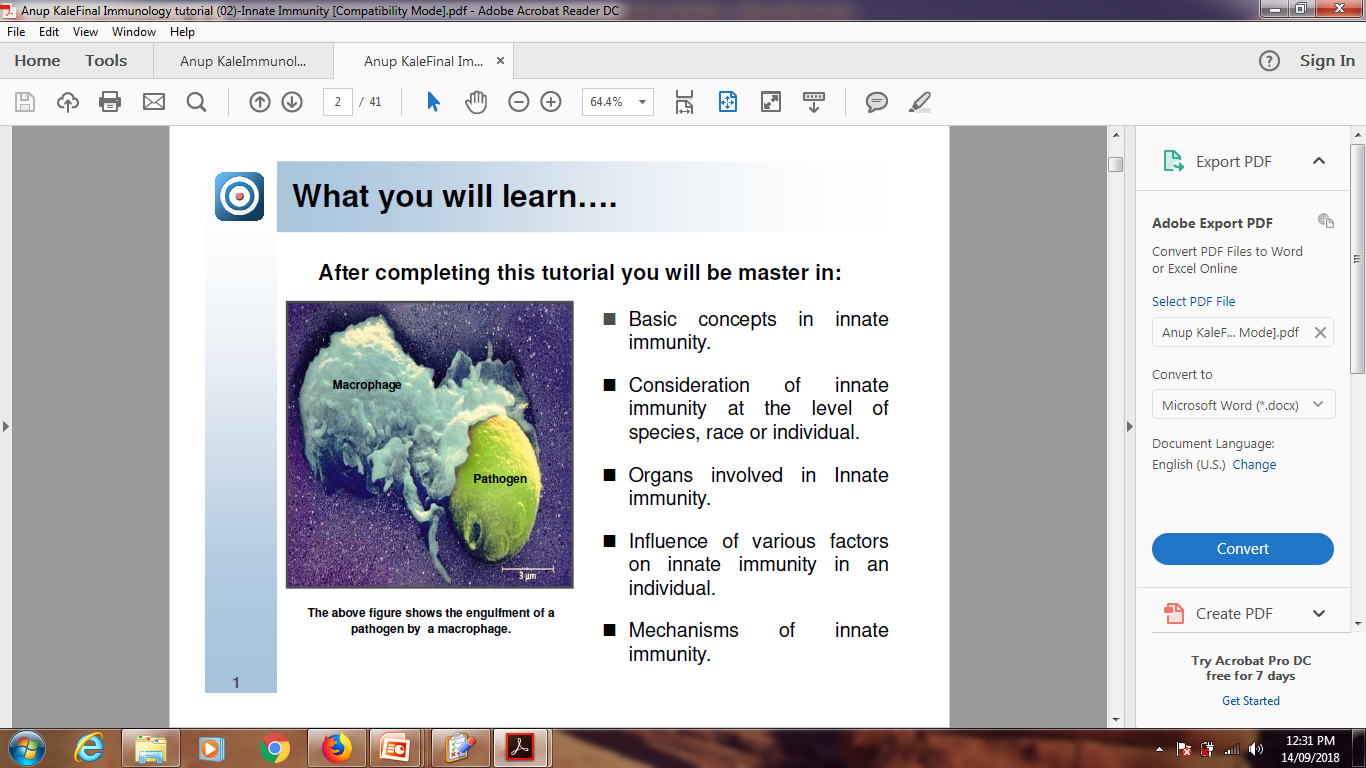 Anup KaleFinal Immunology tutorial (02)-Innate Immunity [Compatibility Mode].pdf - Adobe Acrobat Reader DC
File Edit View Window Help
Home Tools Anup KaleImmunol... Anup KaleFinal Im... ×
? Sign In
2 / 41 64.4%
What you will learn….
After completing this tutorial you will be master in:
Macrophage
Pathogen
3 µm
The above figure shows the engulfment of a
pathogen by a macrophage.
■ Basic concepts in innate
immunity.
■ Consideration of innate
immunity at the level of
species, race or individual.
■ Organs involved in Innate
immunity.
■ Influence of various factors
on innate immunity in an
individual.
■ Mechanisms of innate
immunity.
1
Export PDF
Adobe Export PDF
Convert PDF Files to Word
or Excel Online
Select PDF File
Anup KaleF... Mode].pdf
Convert to
Microsoft Word (*.docx)
Document Language:
English (U.S.) Change
Convert
Create PDF
Try Acrobat Pro DC
free for 7 days
Get Started
12:31 PM
14/09/2018